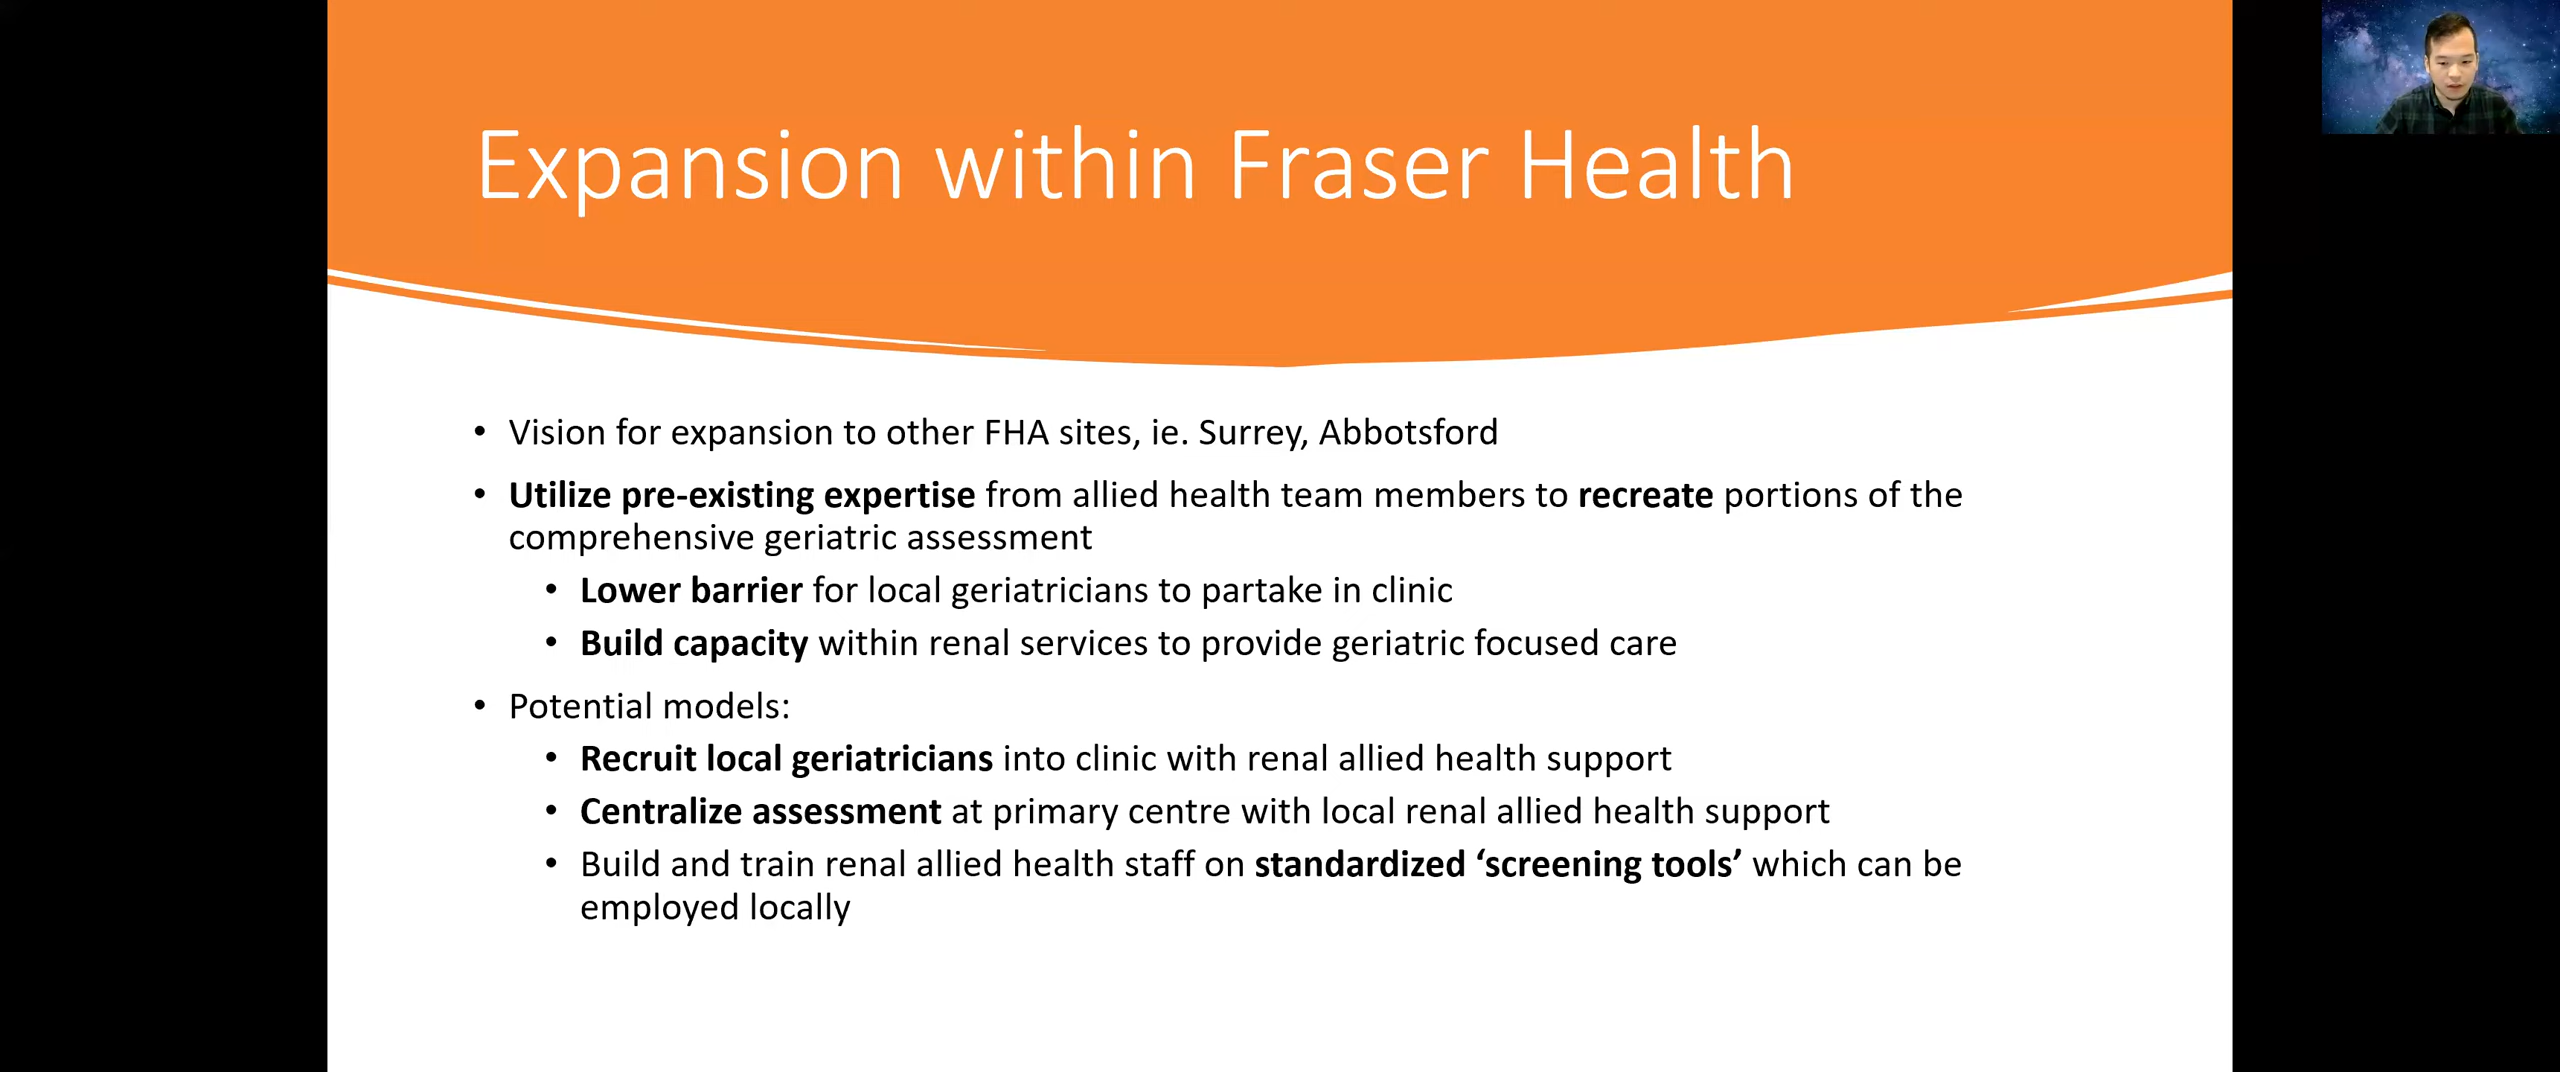 Expansion within Fraser Health
• Vision for expansion to other FHA sites, ie. Surrey, Abbotsford
• Utilize pre-existing expertise from allied health team members to recreate portions of the
comprehensive geriatric assessment
• Lower barrier for local geriatricians to partake in clinic
• Build capacity within renal services to provide geriatric focused care
• Potential models:
• Recruit local geriatricians into clinic with renal allied health support
• Centralize assessment at primary centre with local renal allied health support
• Build and train renal allied health staff on standardized ‘screening tools’ which can be
employed locally